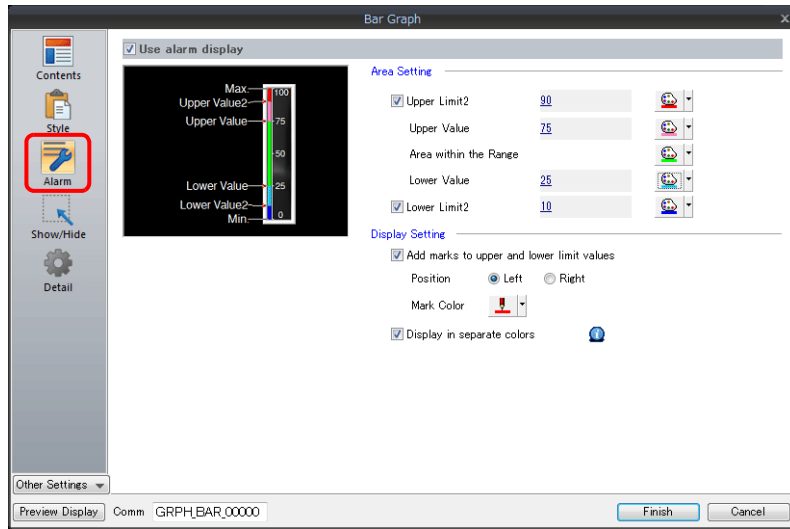 Bar Graph
x
Contents
Style
Alarm
Show/Hide
Detail
Other Settings
Use alarm display
Max.
Upper Value2
Upper Value
Lower Value
Lower Value2
Min.
100
75
50
25
0
Area Setting
Upper Limit2 90
Upper Value 75
Area within the Range
Lower Value 25
Lower Limit2 10
Display Setting
Add marks to upper and lower limit values
Position Left Right
Mark Color
Display in separate colors
Preview Display Comm GRPH_BAR_00000 Finish Cancel